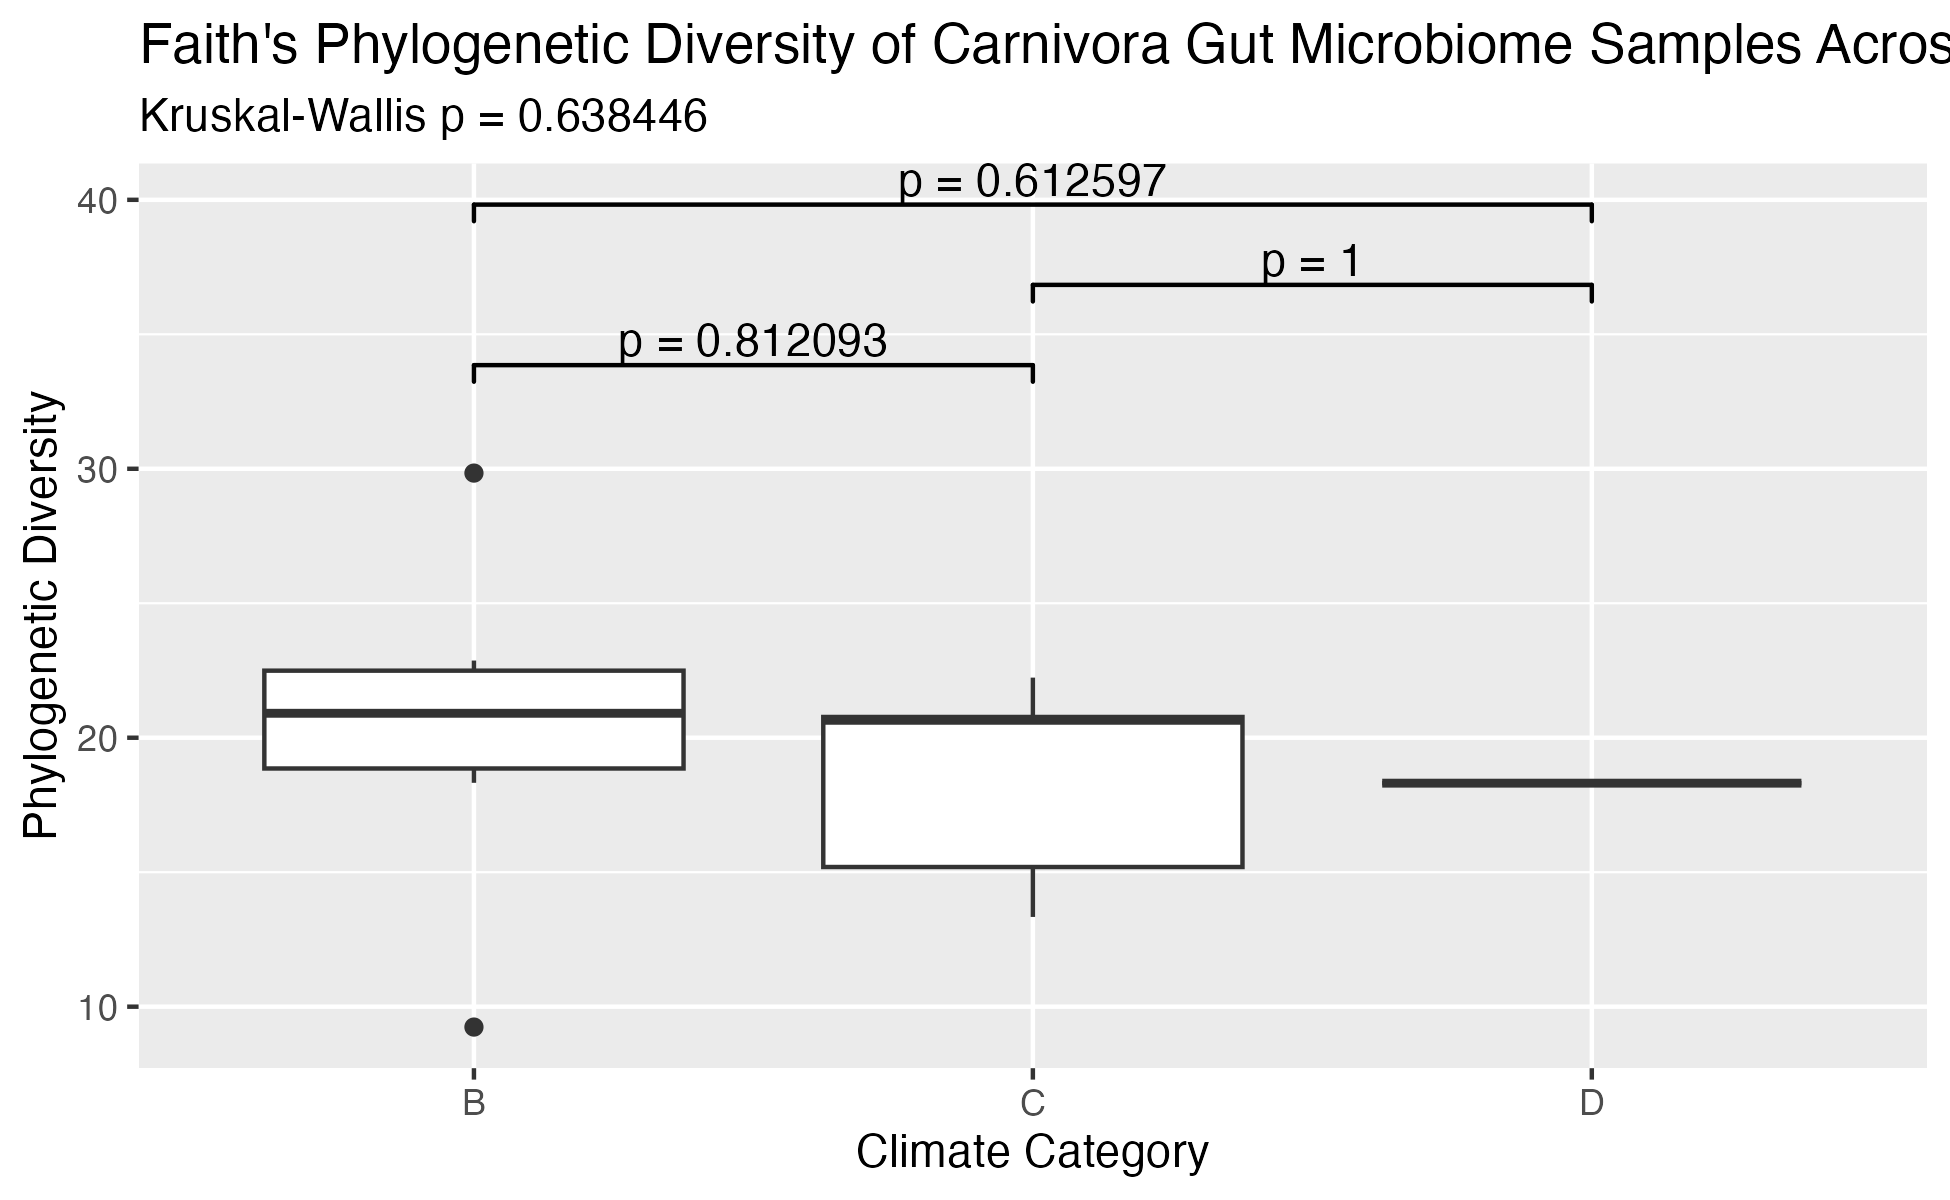 Faith's Phylogenetic Diversity of Carnivora Gut Microbiome Samples Acros
Kruskal-Wallis p = 0.638446
p = 0.612597
p = 1
p = 0.812093
40
30
20
10
Phylogenetic Diversity
B
C
D
Climate Category